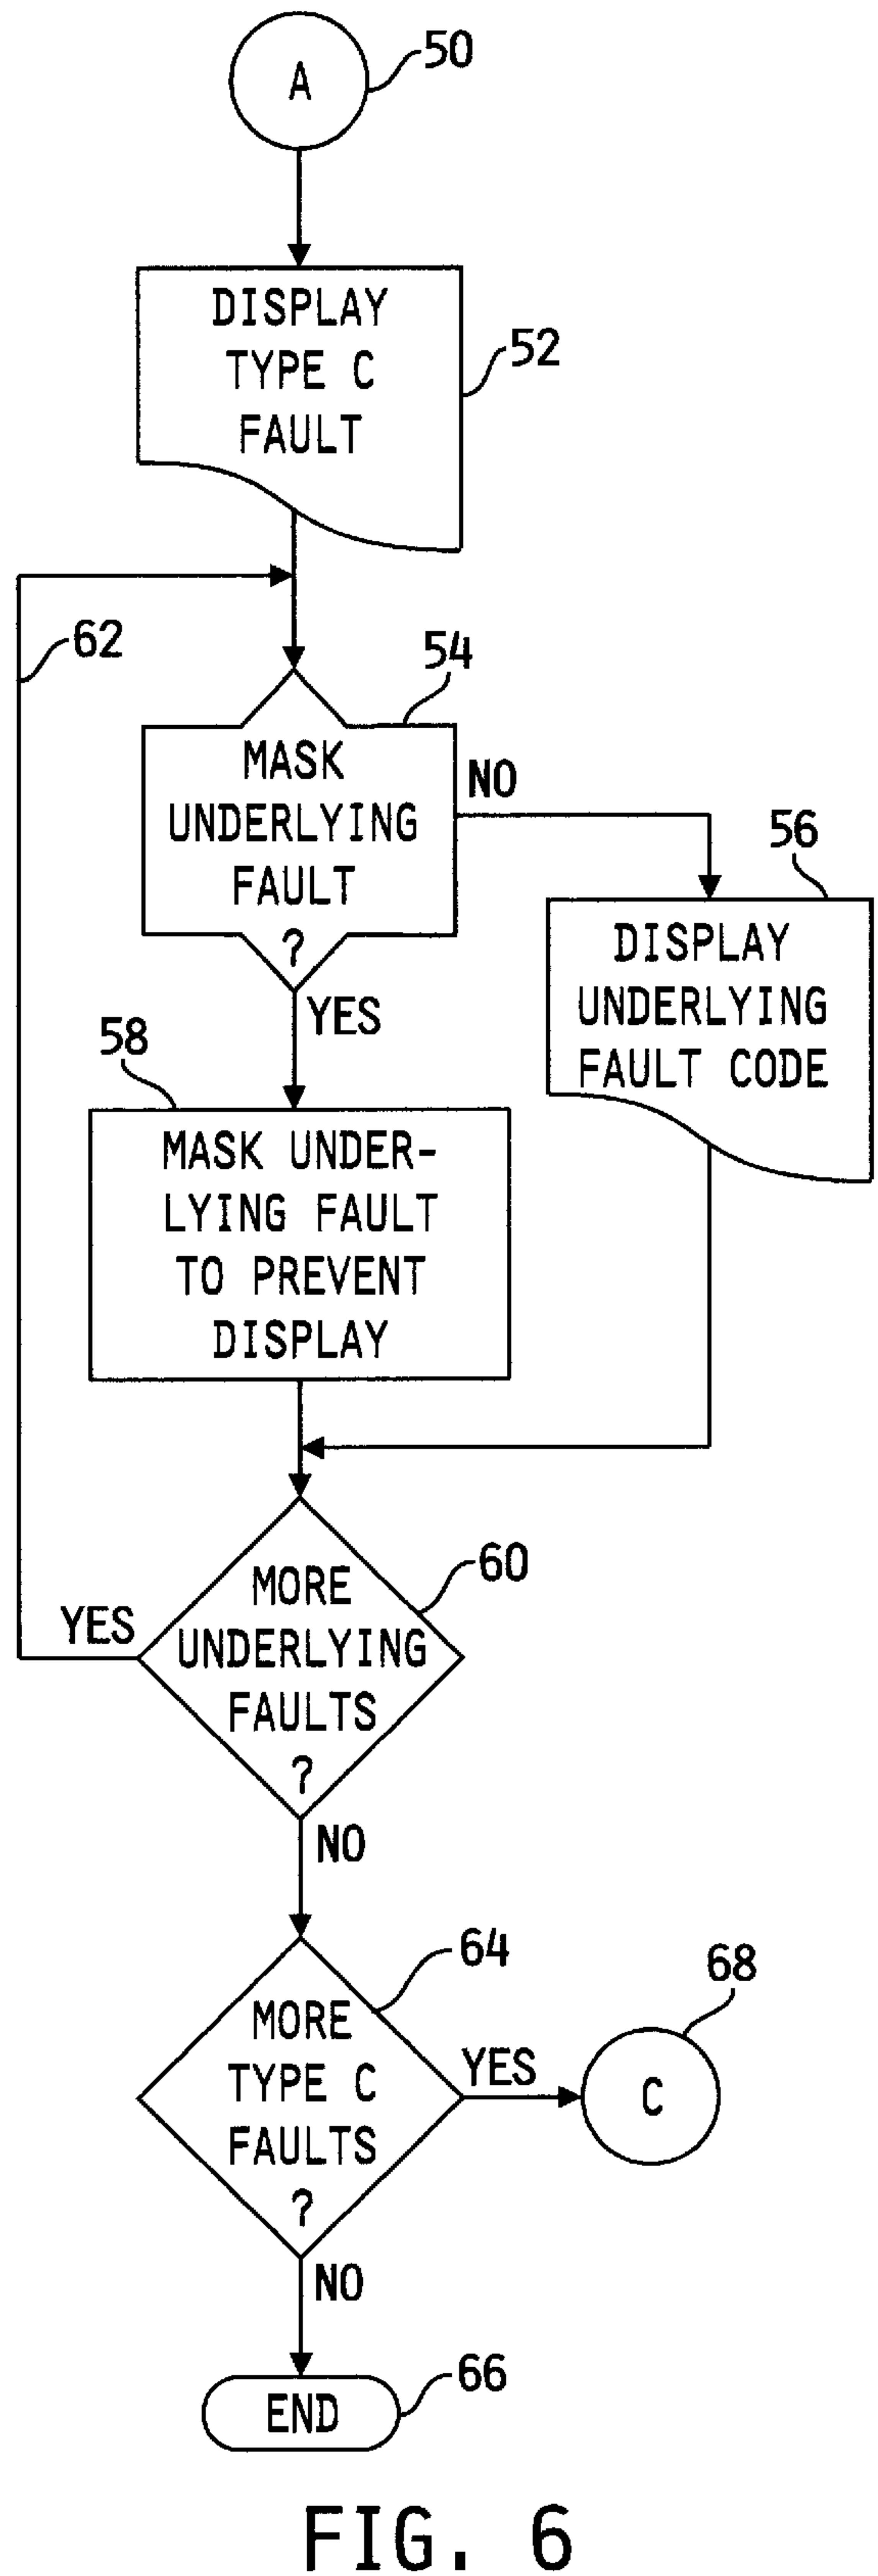 A
50
DISPLAY
TYPE C
FAULT
52
62
54
MASK
UNDERLYING
FAULT
?
NO
56
DISPLAY
UNDERLYING
FAULT CODE
YES
58
MASK UNDER-
LYING FAULT
TO PREVENT
DISPLAY
60
MORE
UNDERLYING
FAULTS
?
YES
NO
64
MORE
TYPE C
FAULTS
?
YES
68
C
NO
66
END
FIG. 6